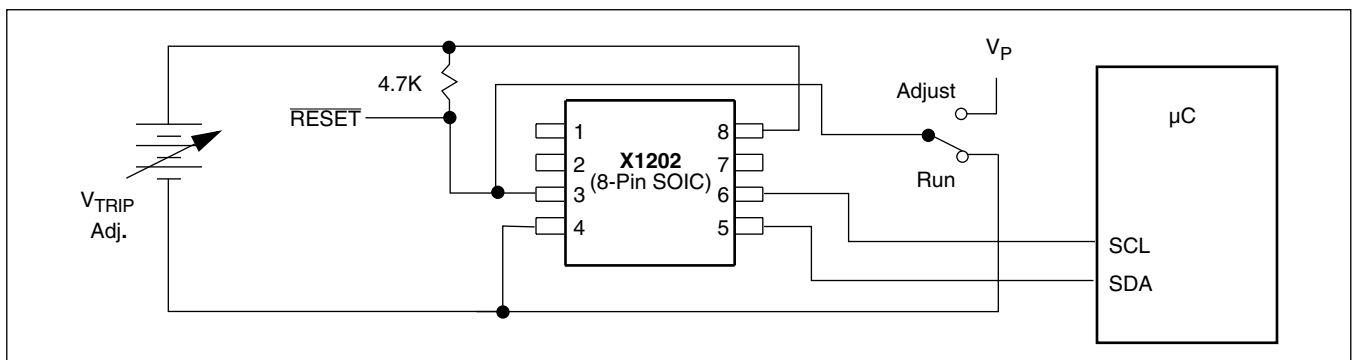 4.7K
RESET
V_P
Adjust
Run
µC
SCL
SDA
V_TRIP
Adj.
X1202
(8-Pin SOIC)
1
2
3
4
8
7
6
5